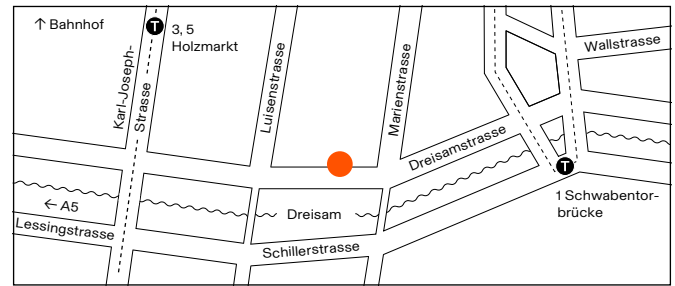 ↑ Bahnhof
T
3, 5
Holzmarkt
Karl-Joseph-
Strasse
Luisenstrasse
Marienstrasse
Wallstrasse
Dreisamstrasse
T
1 Schwabentor-
brücke
← A5
Lessingstrasse
Dreisam
Schillerstrasse